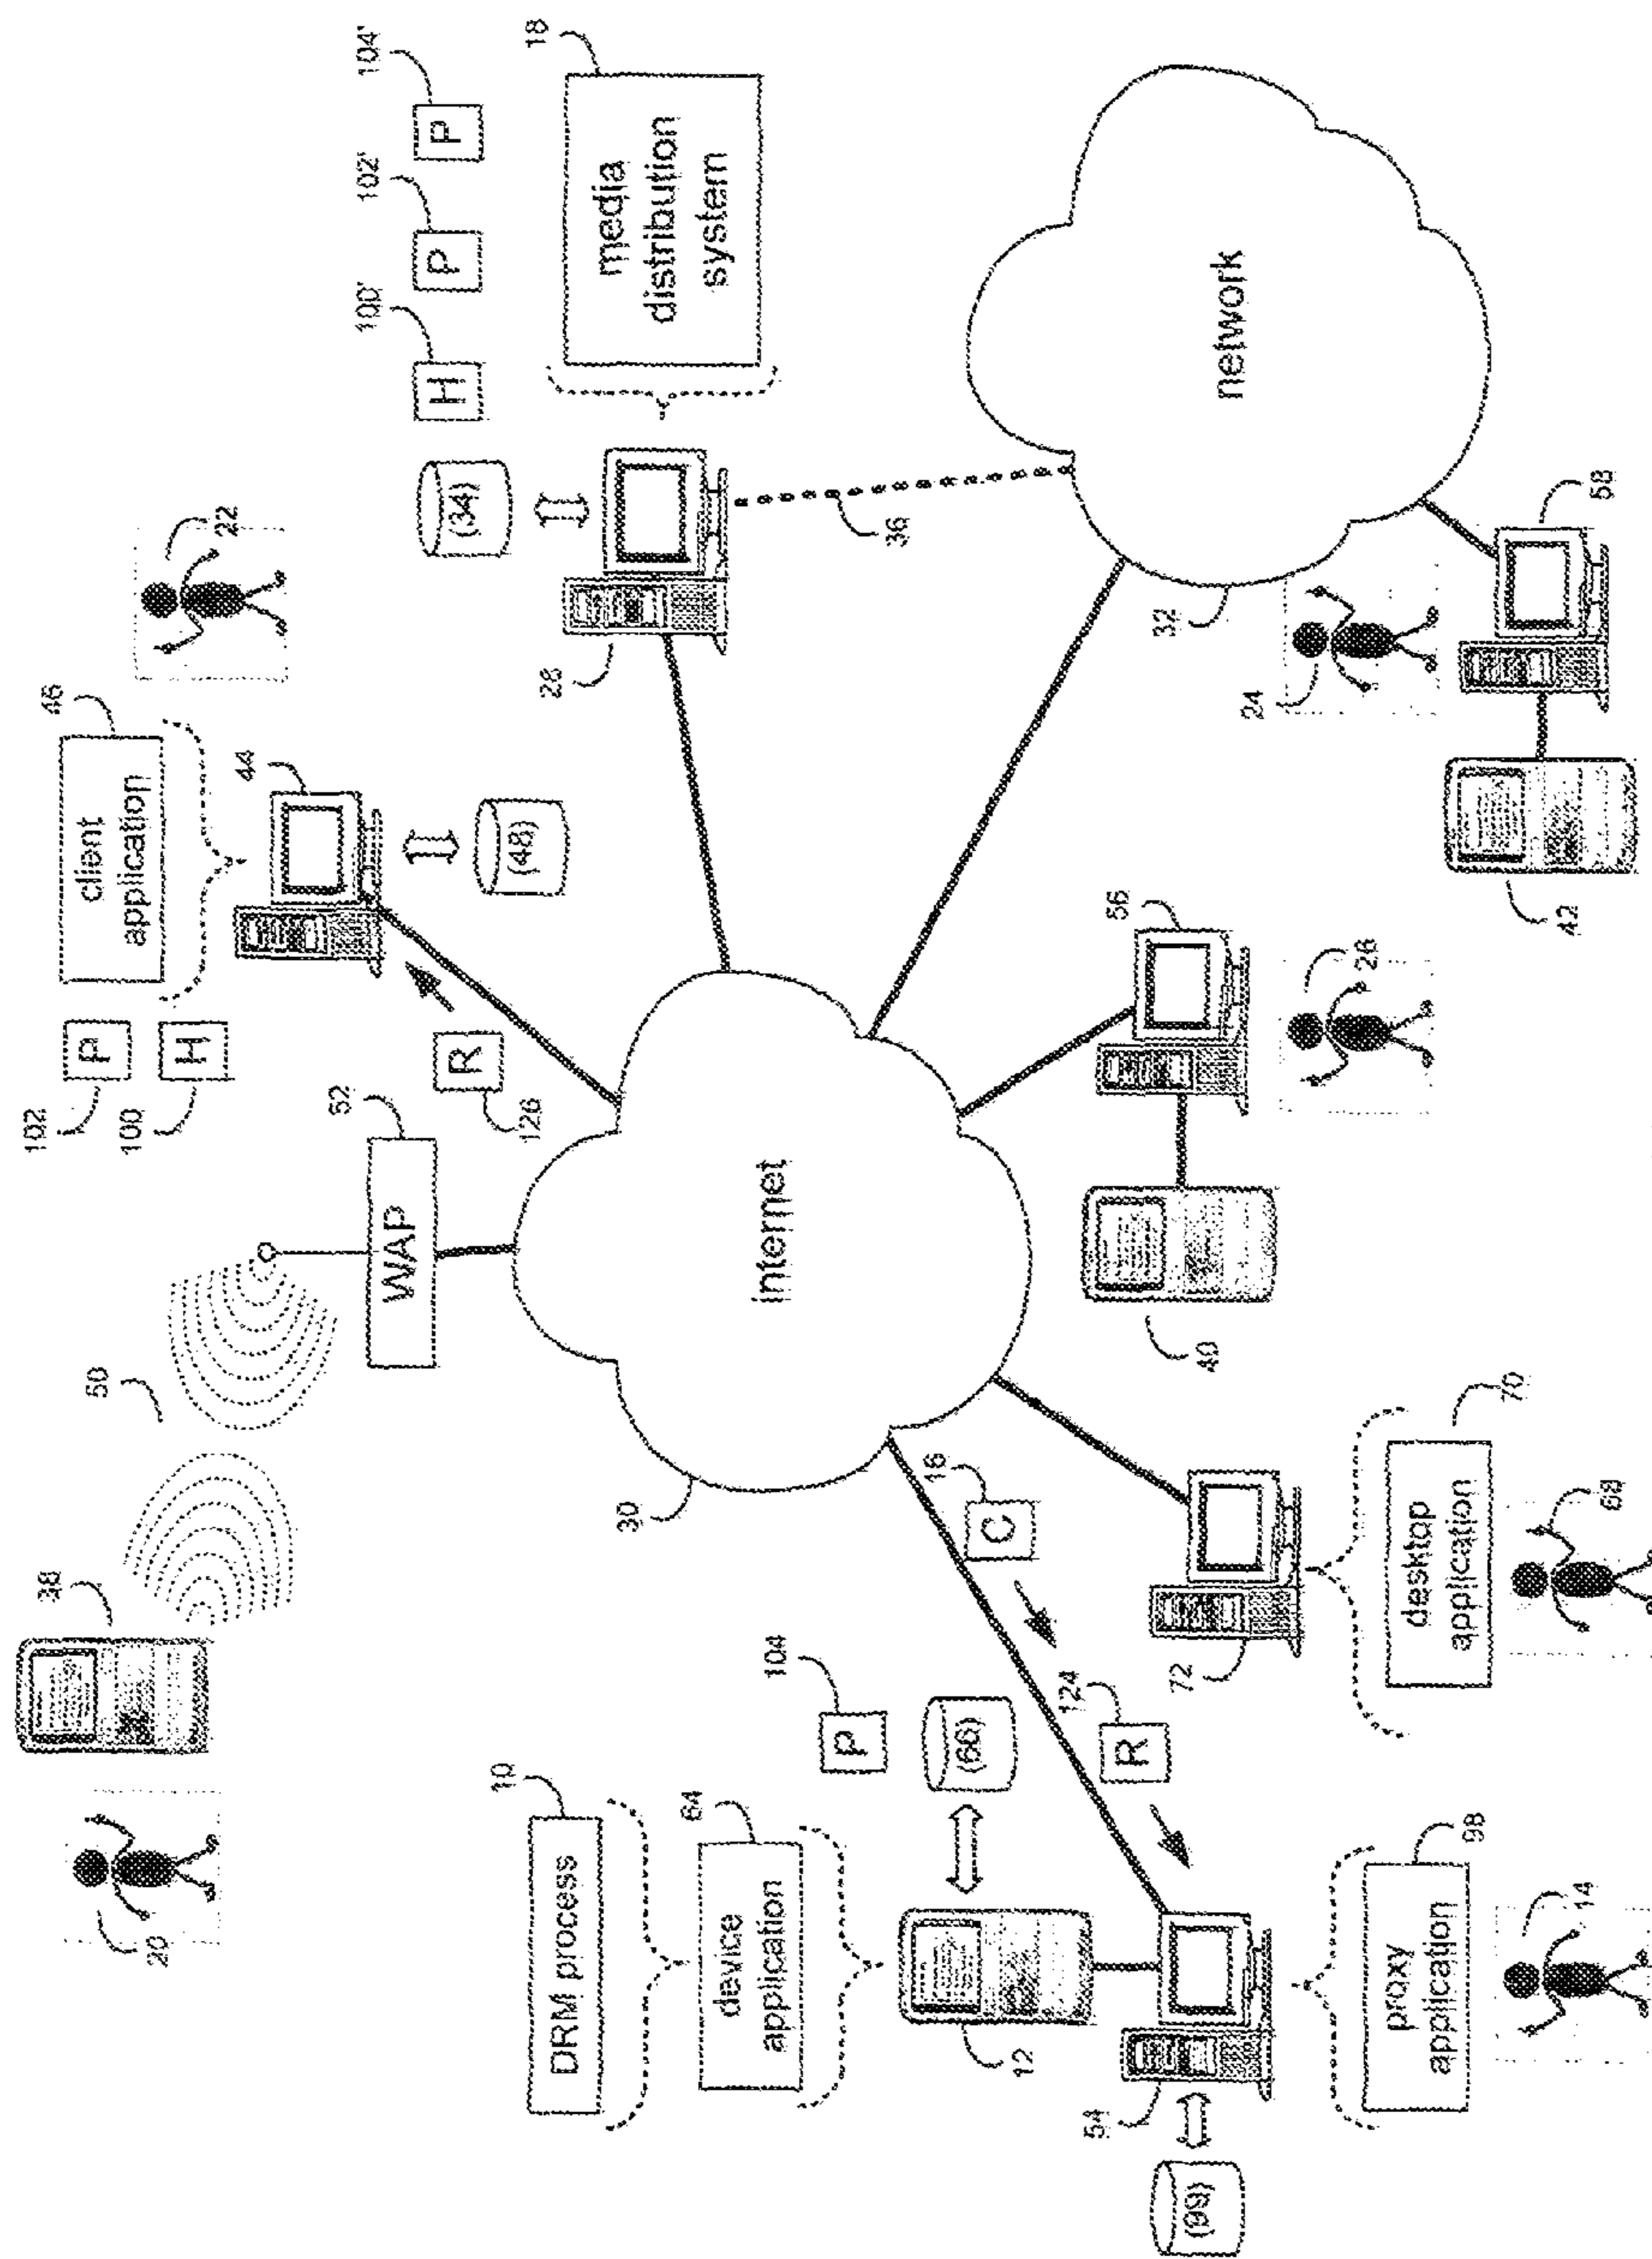 20
38
50
102
P
100
H
46
client
application
22
52
WAP
R
126
44
(48)
104'
P
102'
P
100'
H
(34)
18
media
distribution
system
28
36
10
DRM process
64
device
application
104
P
12
30
internet
16
C
124
R
54
(99)
98
proxy
application
14
72
70
desktop
application
68
40
56
26
32
network
24
58
42